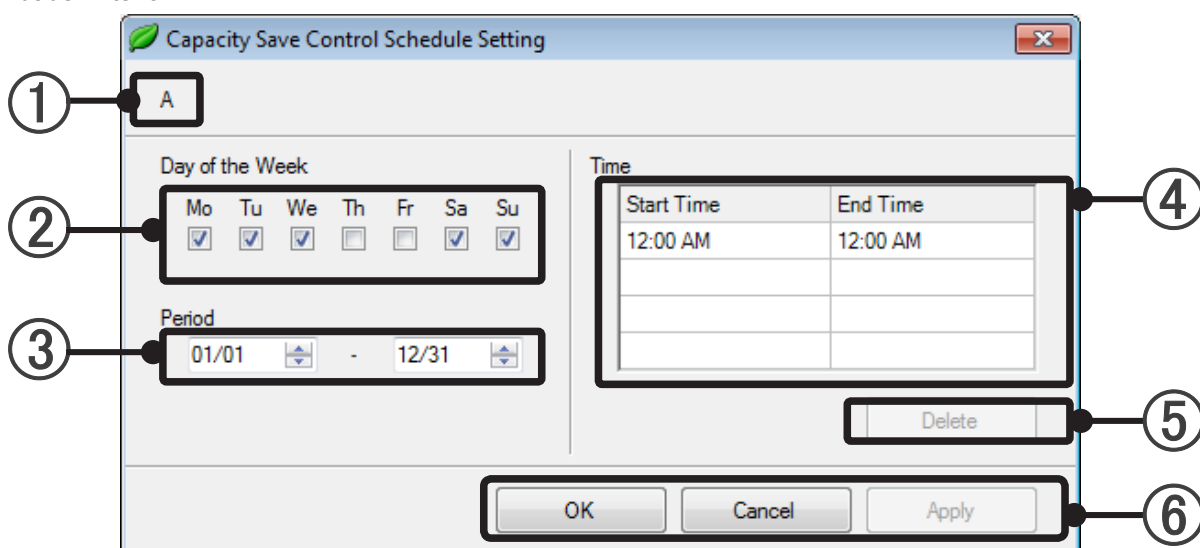 Capacity Save Control Schedule Setting
① A
Day of the Week
② Mo Tu We Th Fr Sa Su
Period
③ 01/01 - 12/31
Time
④
Start Time End Time
12:00 AM 12:00 AM
Delete ⑤
OK Cancel Apply ⑥